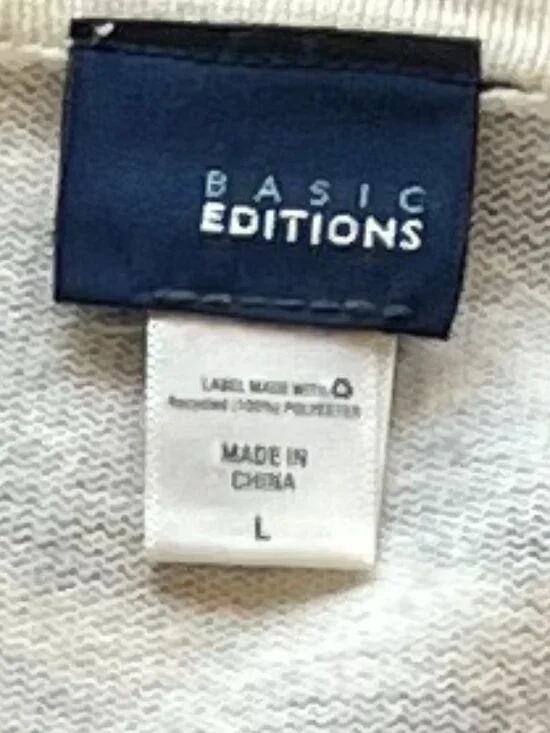 BASIC
EDITIONS
LABEL MADE WITH
Recycled (100%) POLYESTER
MADE IN
CHINA
L